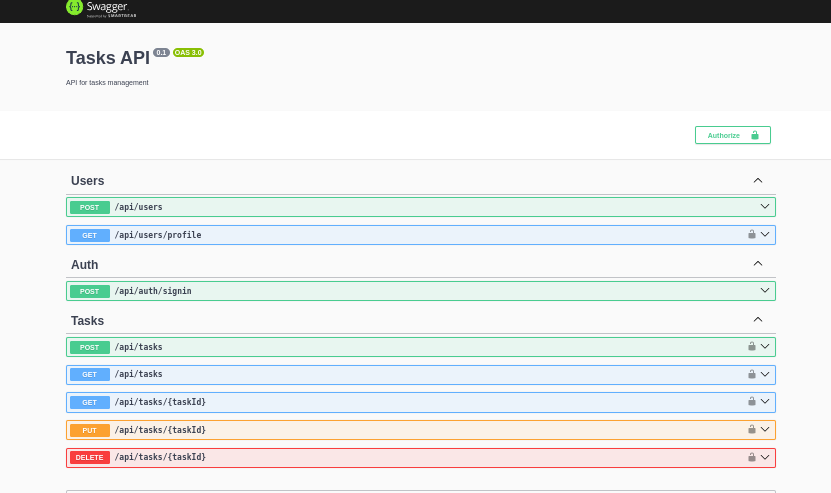 {···} Swagger.
Supported by SMARTBEAR
Tasks API 0.1 OAS 3.0
API for tasks management
Authorize
Users
POST /api/users
GET /api/users/profile
Auth
POST /api/auth/signin
Tasks
POST /api/tasks
GET /api/tasks
GET /api/tasks/{taskId}
PUT /api/tasks/{taskId}
DELETE /api/tasks/{taskId}